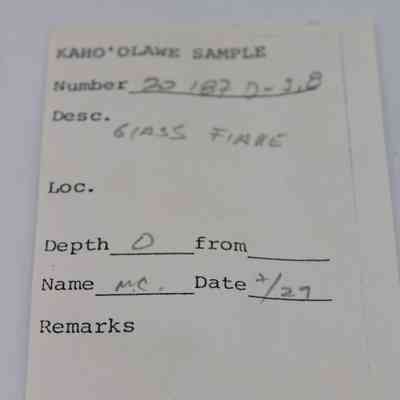 KAHO'OLAWE SAMPLE
Number 20 187 D-3,8
Desc.
GlASS FlAKE
Loc.
Depth 0 from
Name M.C. Date 2/27
Remarks